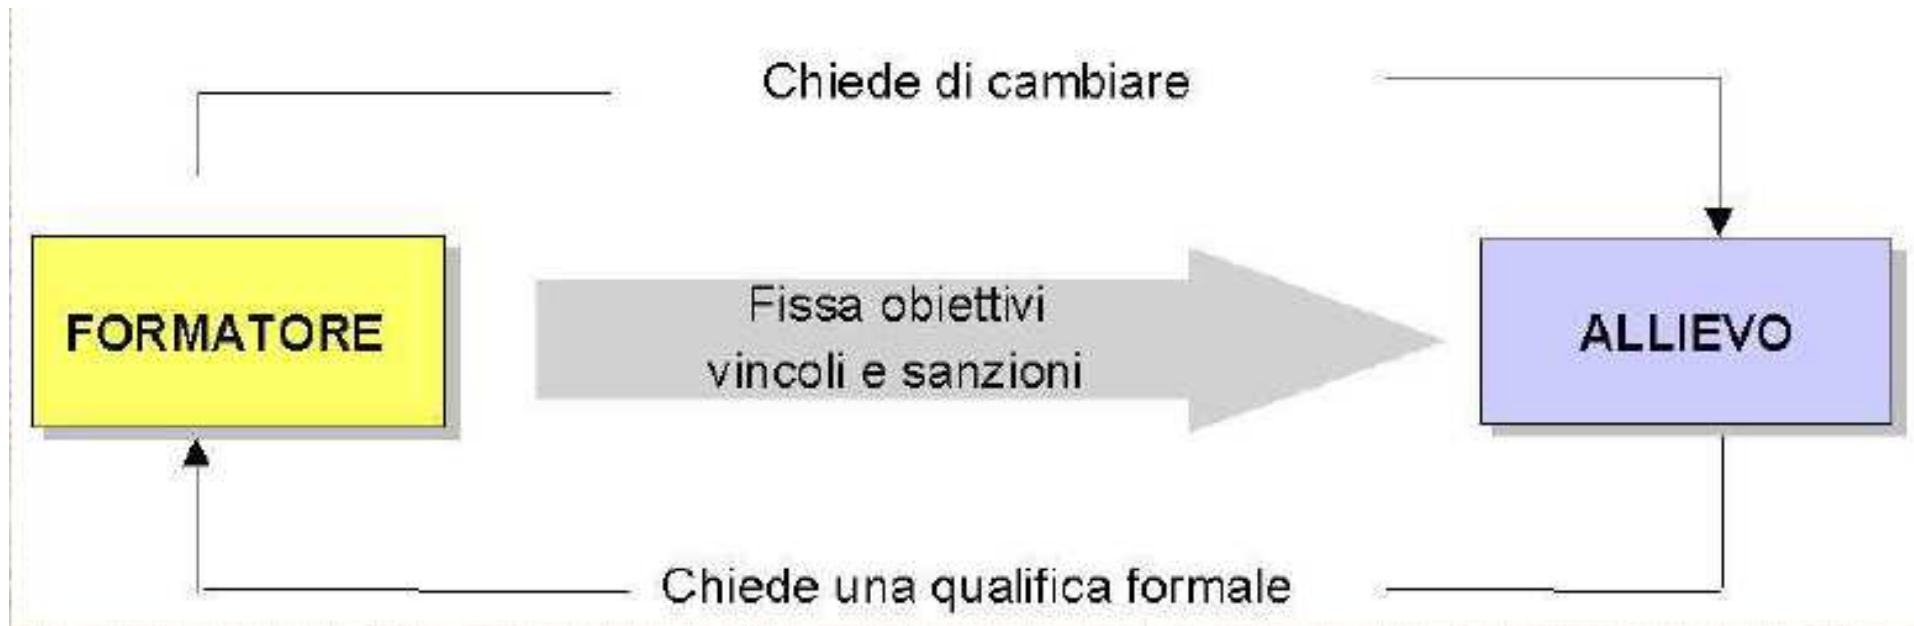 Chiede di cambiare
FORMATORE
Fissa obiettivi
vincoli e sanzioni
ALLIEVO
Chiede una qualifica formale